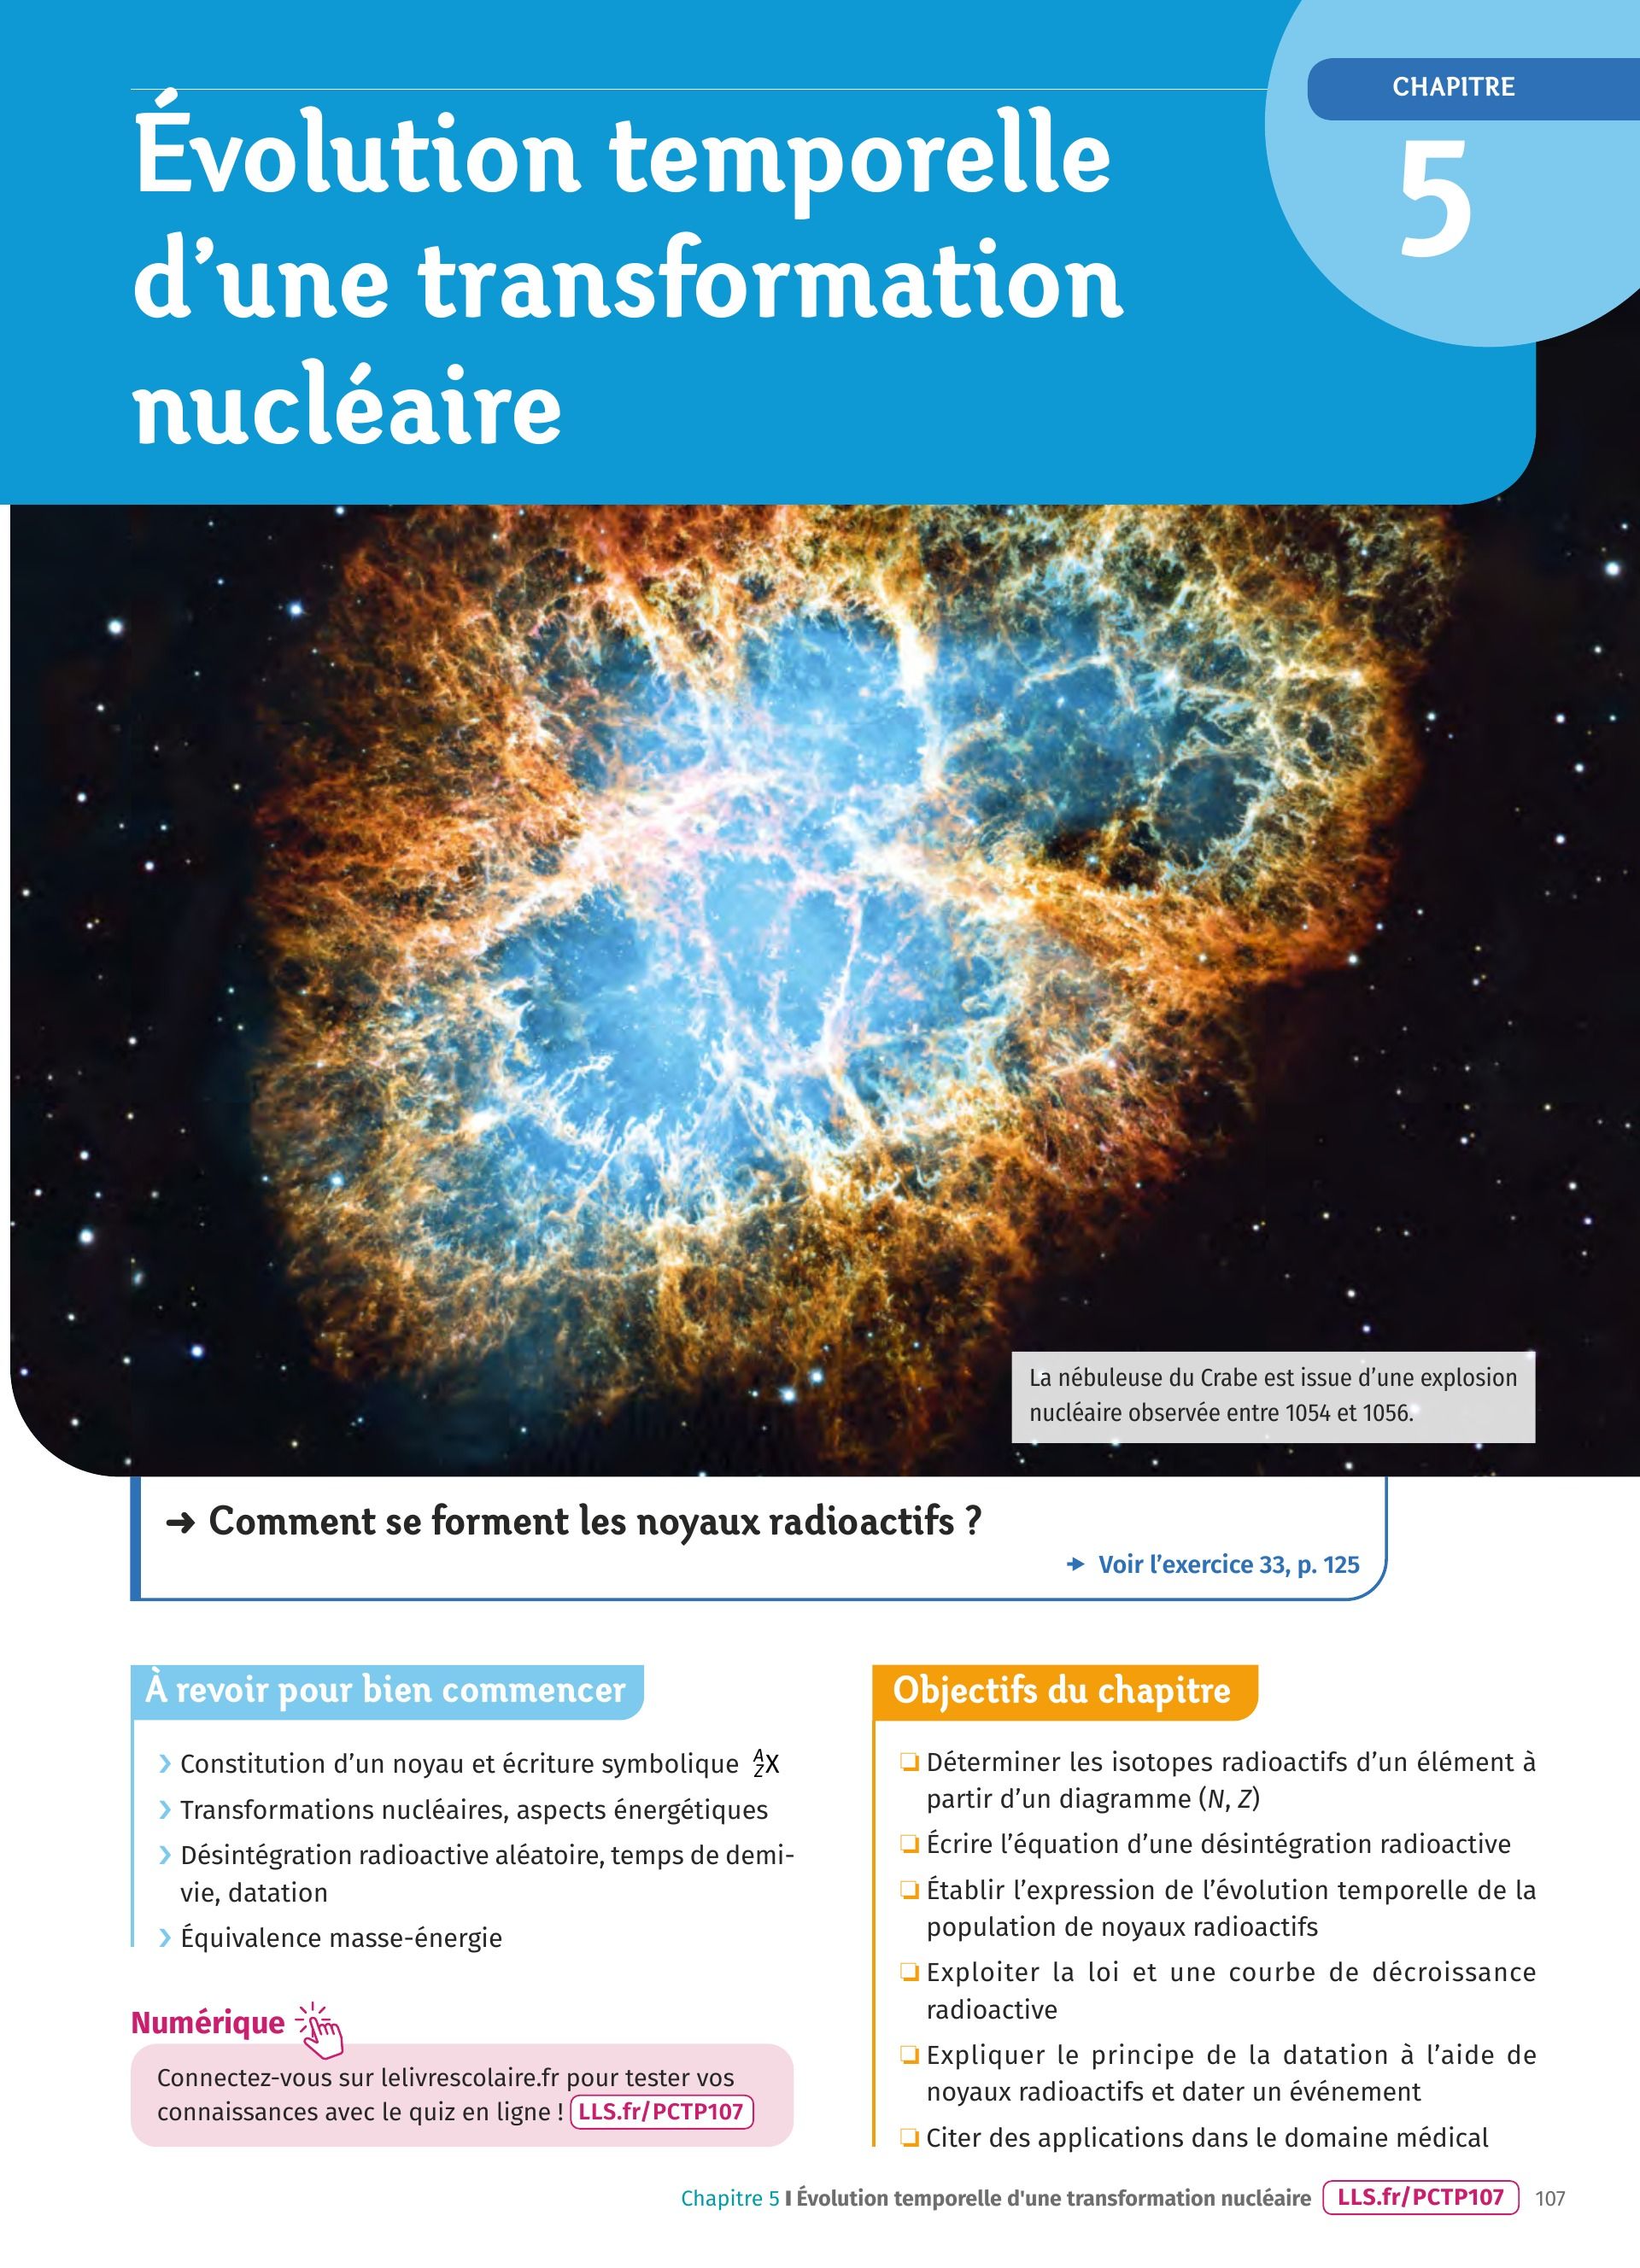 CHAPITRE
5
Évolution temporelle
d’une transformation
nucléaire
La nébuleuse du Crabe est issue d’une explosion
nucléaire observée entre 1054 et 1056.
➜ Comment se forment les noyaux radioactifs ?
➜ Voir l’exercice 33, p. 125
À revoir pour bien commencer
❯ Constitution d’un noyau et écriture symbolique ᴬ_ZX
❯ Transformations nucléaires, aspects énergétiques
❯ Désintégration radioactive aléatoire, temps de demi-
vie, datation
❯ Équivalence masse-énergie
Numérique
Connectez-vous sur lelivrescolaire.fr pour tester vos
connaissances avec le quiz en ligne ! LLS.fr/PCTP107
Objectifs du chapitre
❏ Déterminer les isotopes radioactifs d’un élément à
partir d’un diagramme (N, Z)
❏ Écrire l’équation d’une désintégration radioactive
❏ Établir l’expression de l’évolution temporelle de la
population de noyaux radioactifs
❏ Exploiter la loi et une courbe de décroissance
radioactive
❏ Expliquer le principe de la datation à l’aide de
noyaux radioactifs et dater un événement
❏ Citer des applications dans le domaine médical
Chapitre 5 I Évolution temporelle d'une transformation nucléaire LLS.fr/PCTP107 107